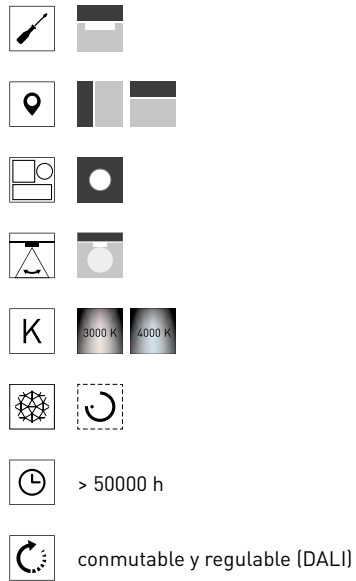 K
3000 K
4000 K
> 50000 h
conmutable y regulable (DALI)